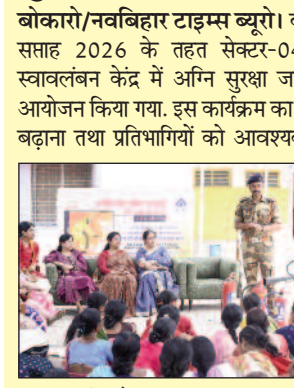 बोकारो/नवबिहार टाइम्स ब्यूरो।
सप्ताह 2026 के तहत सेक्टर-04
स्वावलंबन केंद्र में अग्नि सुरक्षा
आयोजन किया गया. इस कार्यक्रम का
बढ़ाना तथा प्रतिभागियों को